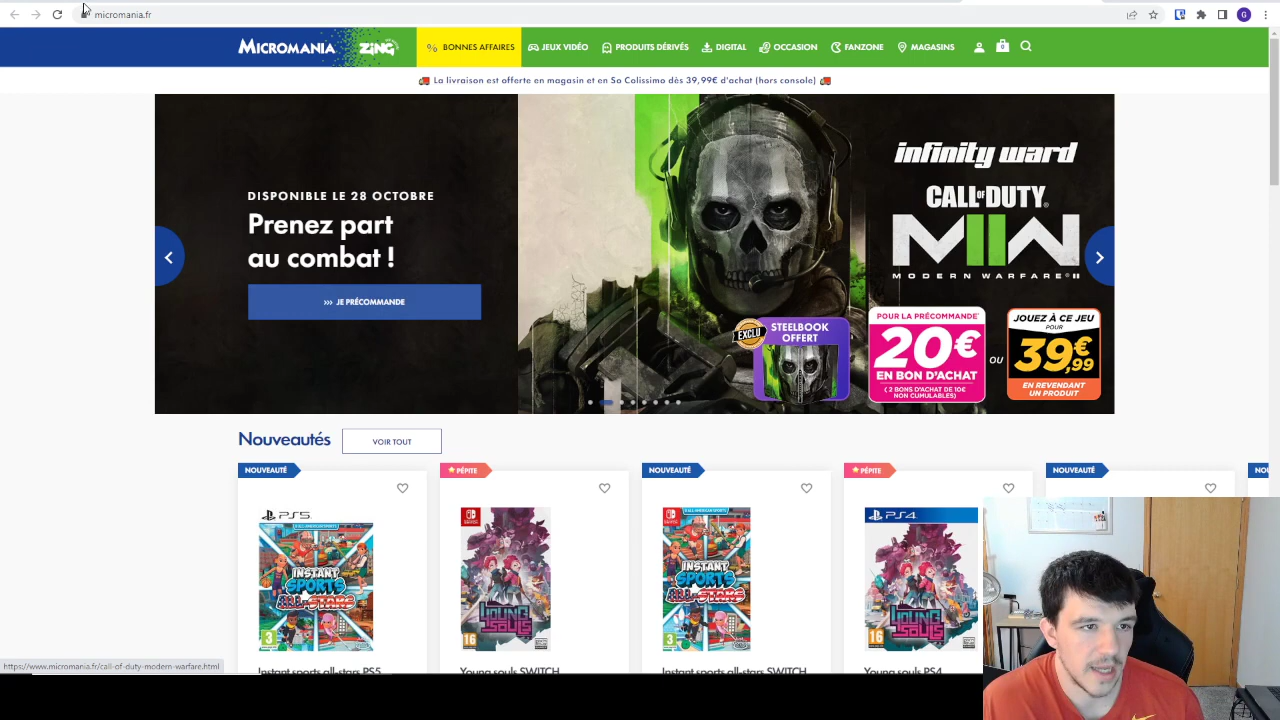 micromania.fr
G
MICROMANIA
ZiNG
% BONNES AFFAIRES
JEUX VIDÉO
PRODUITS DÉRIVÉS
DIGITAL
OCCASION
FANZONE
MAGASINS
0
La livraison est offerte en magasin et en So Colissimo dès 39,99€ d'achat (hors console)
DISPONIBLE LE 28 OCTOBRE
Prenez part
au combat !
››› JE PRÉCOMMANDE
infinity ward
CALL OF DUTY
MWII
MODERN WARFARE® II
EXCLU
STEELBOOK
OFFERT
POUR LA PRÉCOMMANDE*
20€
EN BON D'ACHAT
( 2 BONS D'ACHAT DE 10€
NON CUMULABLES )
OU
JOUEZ À CE JEU
POUR
39€,99
EN REVENDANT
UN PRODUIT
Nouveautés
VOIR TOUT
NOUVEAUTÉ
PÉPITE
NOUVEAUTÉ
PÉPITE
NOUVEAUTÉ
NOU
PS5
INSTANT
SPORTS
ALL-STARS
3
YOUNG
SOULS
16
INSTANT
SPORTS
ALL-STARS
3
PS4
YOUNG
SOULS
16
Instant sports all-stars PS5
Young souls SWITCH
Instant sports all-stars SWITCH
Young souls PS4
https://www.micromania.fr/call-of-duty-modern-warfare.html